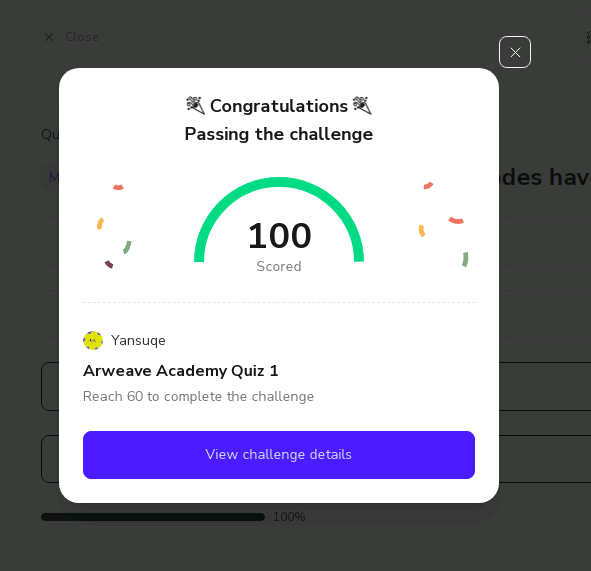 Close
Qu
M
odes hav
🎉 Congratulations 🎉
Passing the challenge
100
Scored
Yansuqe
Arweave Academy Quiz 1
Reach 60 to complete the challenge
View challenge details
100%